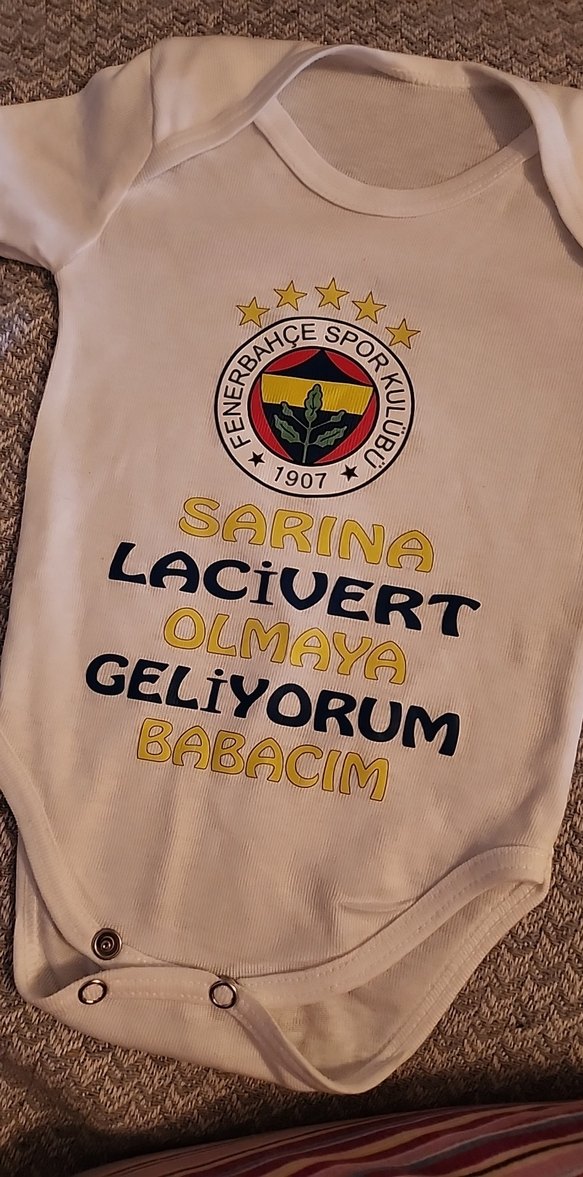 FENERBAHÇE SPOR KULÜBÜ
1907
SARINA
LACİVERT
OLMAYA
GELİYORUM
BABACIM